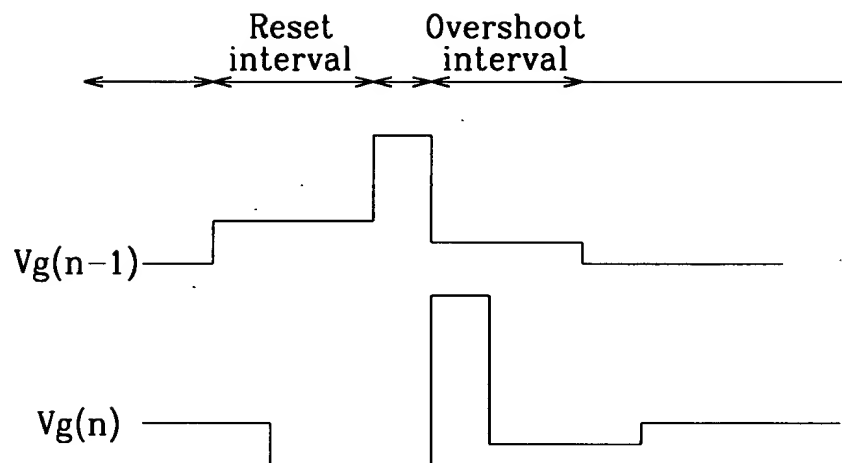 Reset
interval
Overshoot
interval
Vg(n-1)
Vg(n)